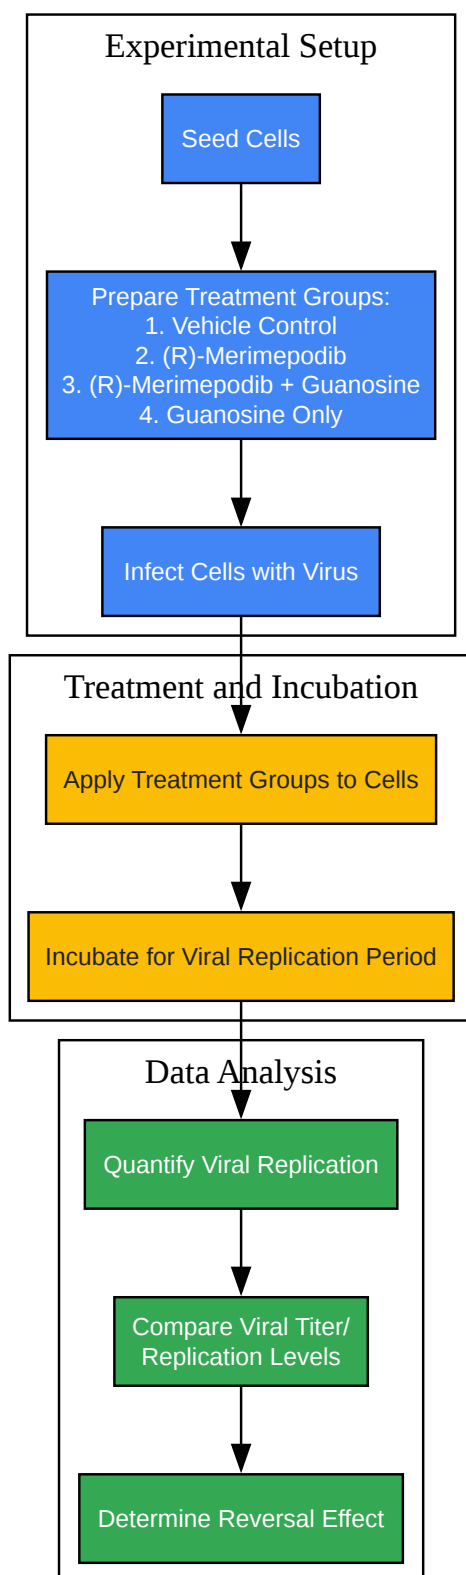 Experimental Setup
Seed Cells
Prepare Treatment Groups:
1. Vehicle Control
2. (R)-Merimepodib
3. (R)-Merimepodib + Guanosine
4. Guanosine Only
Infect Cells with Virus
Treatment and Incubation
Apply Treatment Groups to Cells
Incubate for Viral Replication Period
Data Analysis
Quantify Viral Replication
Compare Viral Titer/
Replication Levels
Determine Reversal Effect